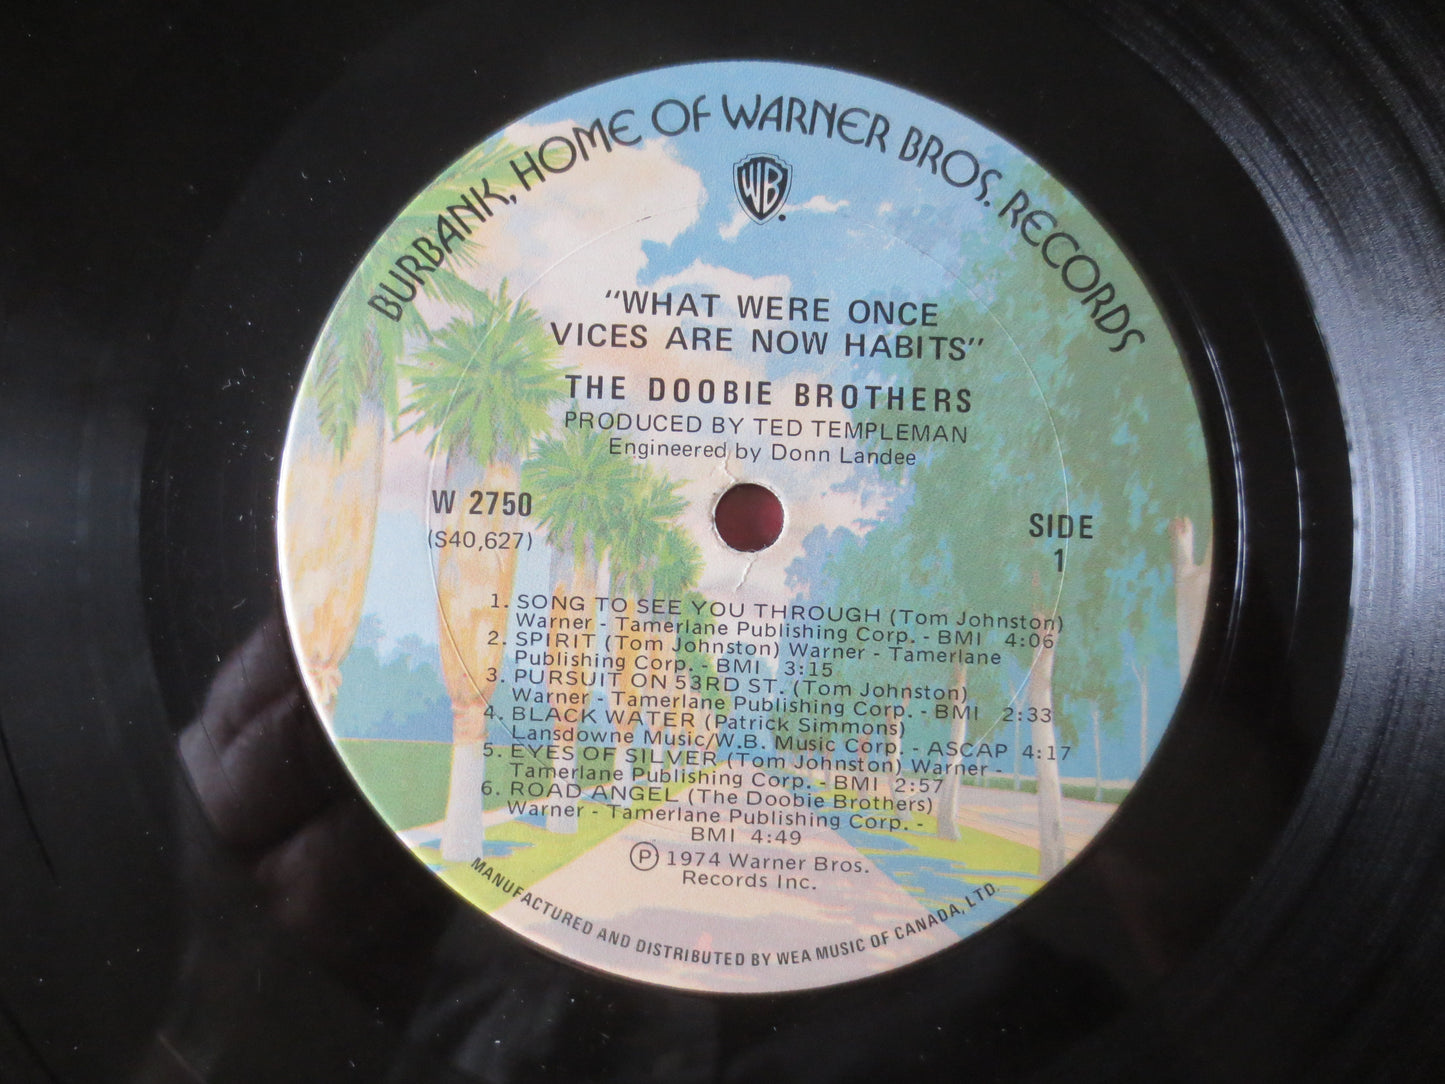 BURBANK, HOME OF WARNER BROS. RECORDS
WB
"WHAT WERE ONCE
VICES ARE NOW HABITS"
THE DOOBIE BROTHERS
PRODUCED BY TED TEMPLEMAN
Engineered by Donn Landee
W 2750
(S40,627)
SIDE
1
1. SONG TO SEE YOU THROUGH (Tom Johnston)
Warner - Tamerlane Publishing Corp. - BMI 4:06
2. SPIRIT (Tom Johnston) Warner - Tamerlane
Publishing Corp. - BMI 3:15
3. PURSUIT ON 53RD ST. (Tom Johnston)
Warner - Tamerlane Publishing Corp. - BMI 2:33
4. BLACK WATER (Patrick Simmons)
Lansdowne Music/W.B. Music Corp. - ASCAP 4:17
5. EYES OF SILVER (Tom Johnston) Warner -
Tamerlane Publishing Corp. - BMI 2:57
6. ROAD ANGEL (The Doobie Brothers)
Warner - Tamerlane Publishing Corp. -
BMI 4:49
Ⓟ 1974 Warner Bros.
Records Inc.
MANUFACTURED AND DISTRIBUTED BY WEA MUSIC OF CANADA, LTD.